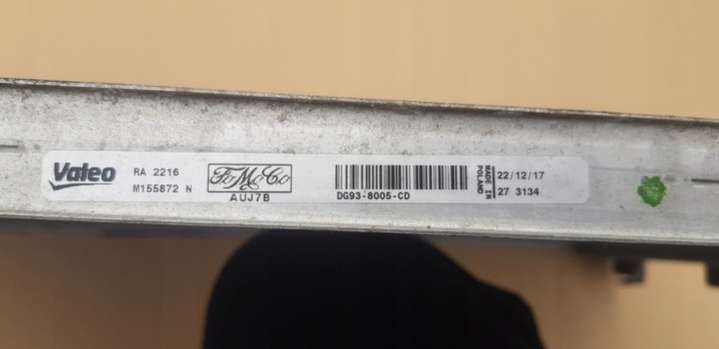 Valeo
RA 2216
M155872 N
FoMoCo
AUJ7B
DG93-8005-CD
MADE IN
POLAND
22/12/17
27 3134